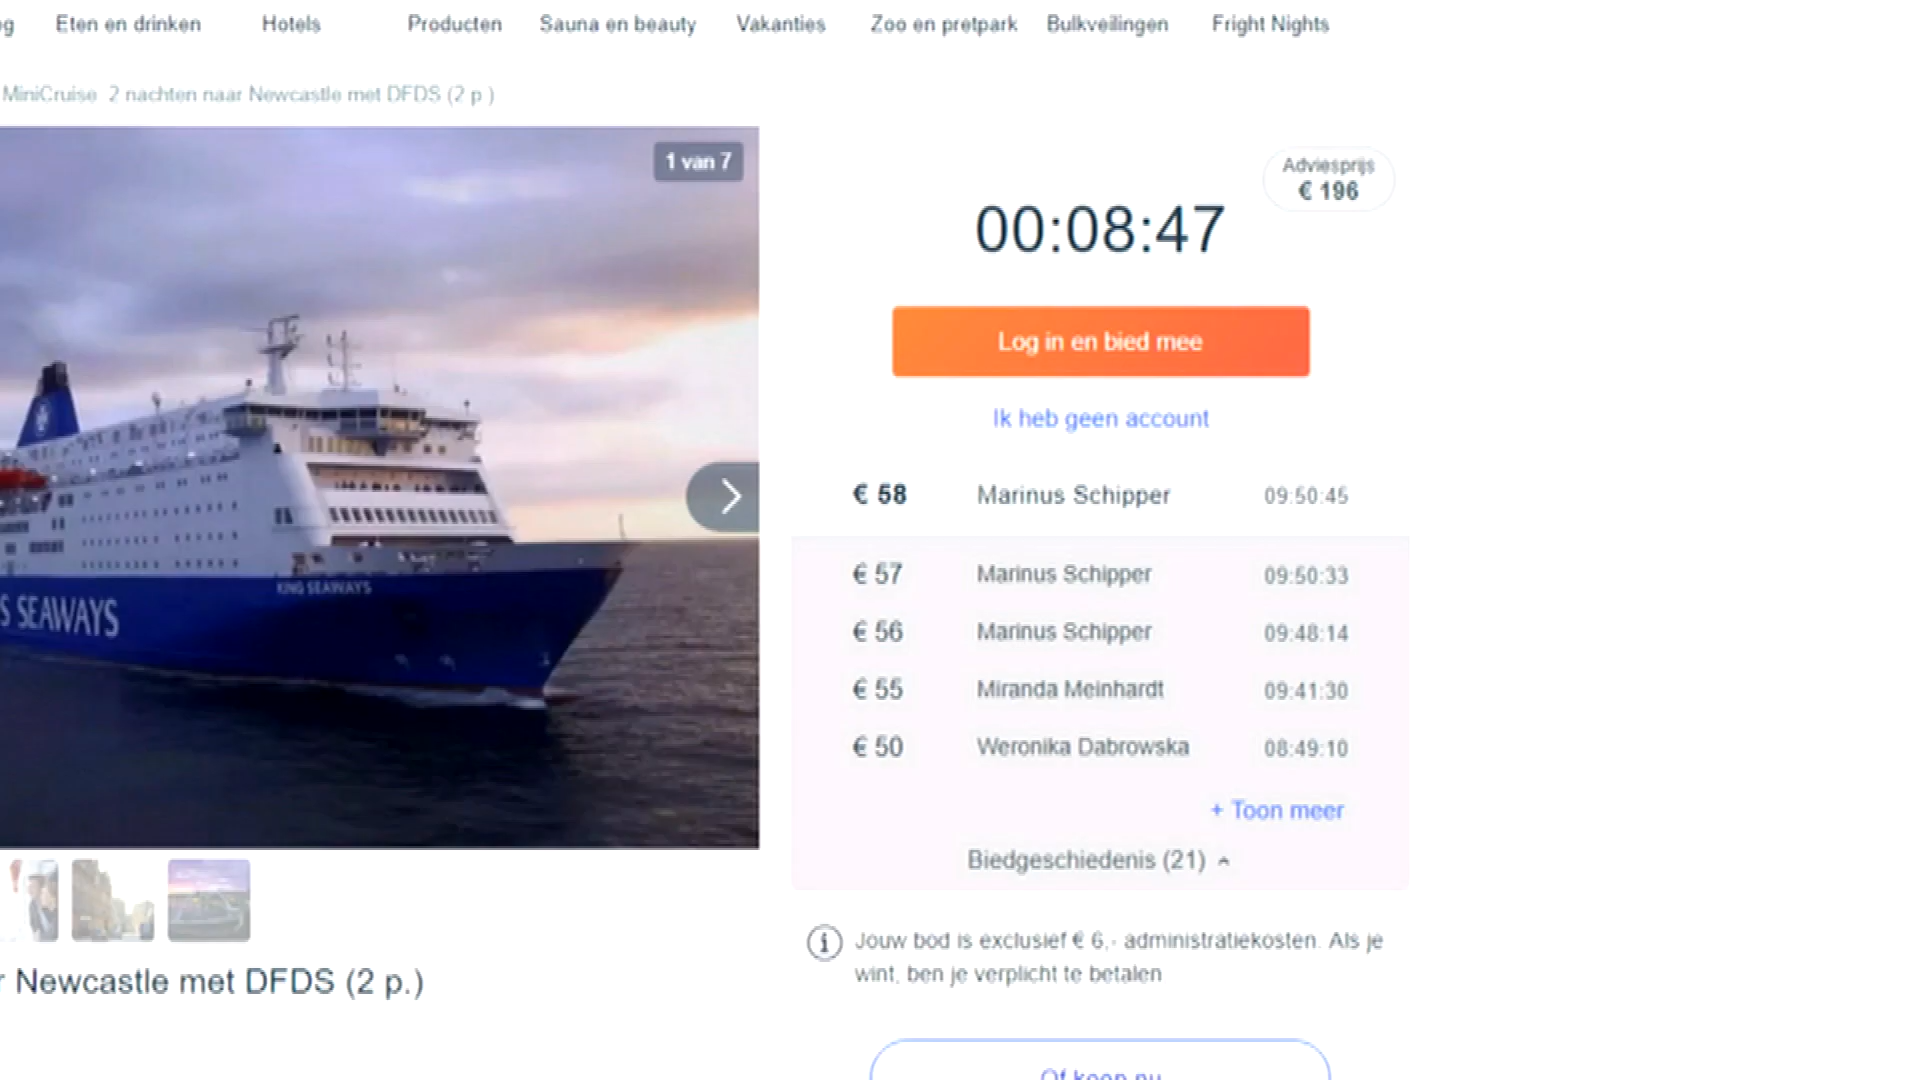 Eten en drinken Hotels Producten Sauna en beauty Vakanties Zoo en pretpark Bulkveilingen Fright Nights
MiniCruise 2 nachten naar Newcastle met DFDS (2 p.)
1 van 7
Adviesprijs
€ 196
00:08:47
Log in en bied mee
Ik heb geen account
€ 58 Marinus Schipper 09:50:45
€ 57 Marinus Schipper 09:50:33
€ 56 Marinus Schipper 09:48:14
€ 55 Miranda Meinhardt 09:41:30
€ 50 Weronika Dabrowska 08:49:10
+ Toon meer
Biedgeschiedenis (21)
KING SEAWAYS
S SEAWAYS
i Jouw bod is exclusief € 6,- administratiekosten. Als je
wint, ben je verplicht te betalen
r Newcastle met DFDS (2 p.)